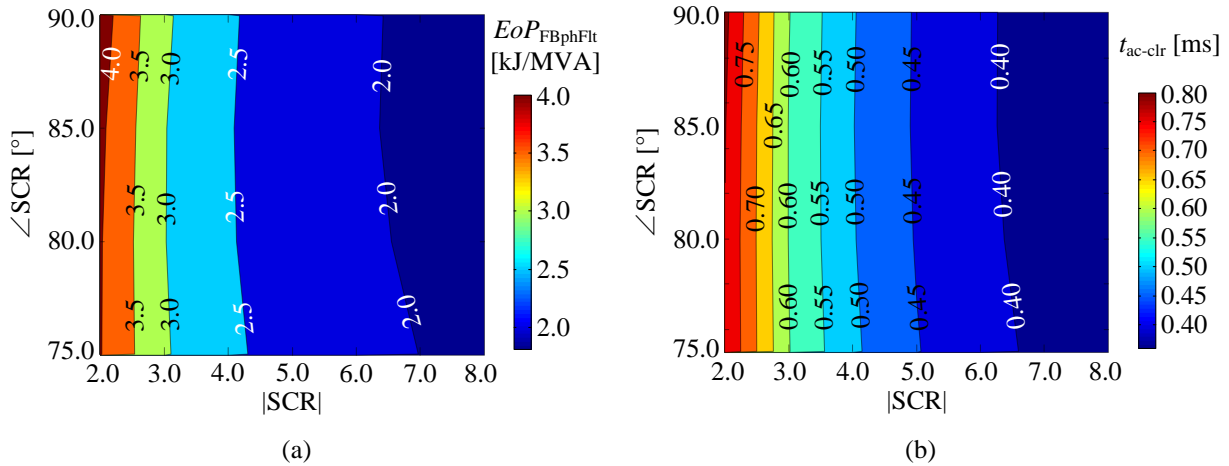 90.0
85.0
80.0
75.0
∠SCR [°]
2.0 3.0 4.0 5.0 6.0 7.0 8.0
|SCR|
4.0 3.5 3.0 2.5 2.0
3.5 3.0 2.5 2.0
3.5 3.0 2.5 2.0
EoP_FBphFlt
[kJ/MVA]
4.0
3.5
3.0
2.5
2.0
(a)
90.0
85.0
80.0
75.0
∠SCR [°]
2.0 3.0 4.0 5.0 6.0 7.0 8.0
|SCR|
0.75 0.60 0.55 0.50 0.45 0.40
0.65
0.70 0.60 0.55 0.50 0.45 0.40
0.60 0.55 0.50 0.45 0.40
t_ac-clr [ms]
0.80
0.75
0.70
0.65
0.60
0.55
0.50
0.45
0.40
(b)